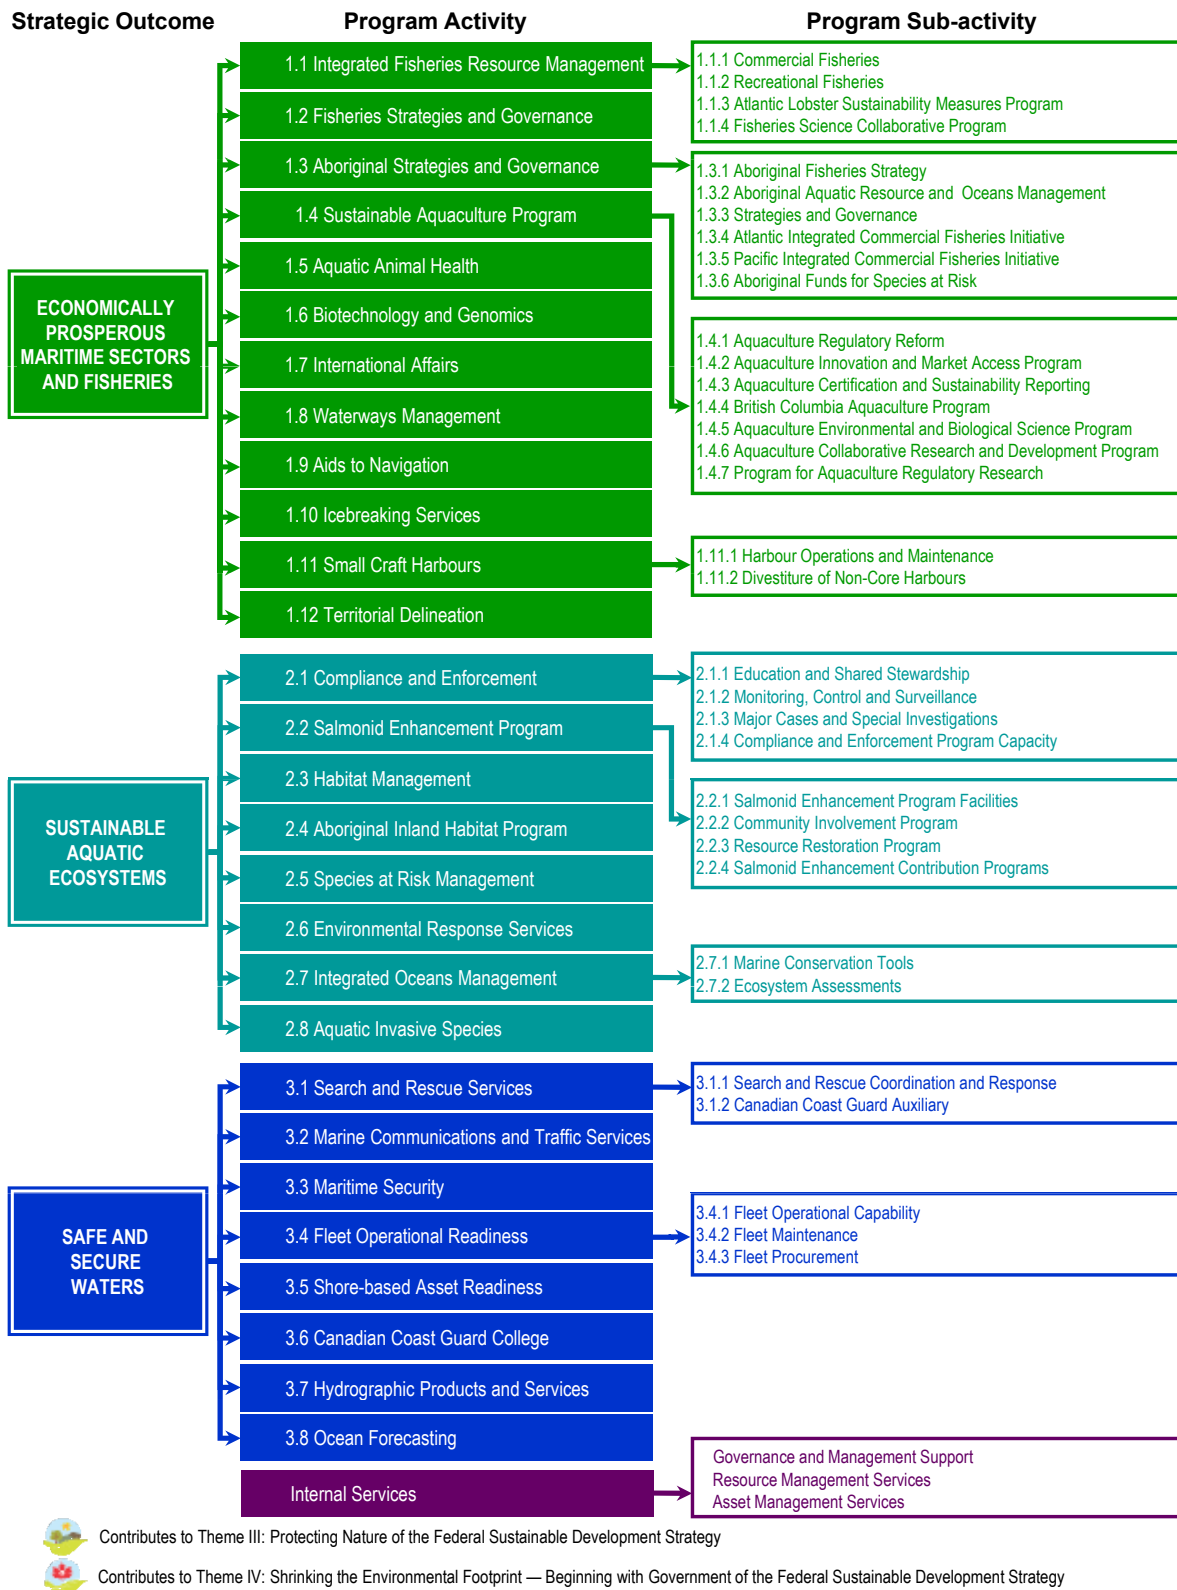 Strategic Outcome
Program Activity
Program Sub-activity
ECONOMICALLY
PROSPEROUS
MARITIME SECTORS
AND FISHERIES
1.1 Integrated Fisheries Resource Management
1.2 Fisheries Strategies and Governance
1.3 Aboriginal Strategies and Governance
1.4 Sustainable Aquaculture Program
1.5 Aquatic Animal Health
1.6 Biotechnology and Genomics
1.7 International Affairs
1.8 Waterways Management
1.9 Aids to Navigation
1.10 Icebreaking Services
1.11 Small Craft Harbours
1.12 Territorial Delineation
1.1.1 Commercial Fisheries
1.1.2 Recreational Fisheries
1.1.3 Atlantic Lobster Sustainability Measures Program
1.1.4 Fisheries Science Collaborative Program
1.3.1 Aboriginal Fisheries Strategy
1.3.2 Aboriginal Aquatic Resource and Oceans Management
1.3.3 Strategies and Governance
1.3.4 Atlantic Integrated Commercial Fisheries Initiative
1.3.5 Pacific Integrated Commercial Fisheries Initiative
1.3.6 Aboriginal Funds for Species at Risk
1.4.1 Aquaculture Regulatory Reform
1.4.2 Aquaculture Innovation and Market Access Program
1.4.3 Aquaculture Certification and Sustainability Reporting
1.4.4 British Columbia Aquaculture Program
1.4.5 Aquaculture Environmental and Biological Science Program
1.4.6 Aquaculture Collaborative Research and Development Program
1.4.7 Program for Aquaculture Regulatory Research
1.11.1 Harbour Operations and Maintenance
1.11.2 Divestiture of Non-Core Harbours
SUSTAINABLE
AQUATIC
ECOSYSTEMS
2.1 Compliance and Enforcement
2.2 Salmonid Enhancement Program
2.3 Habitat Management
2.4 Aboriginal Inland Habitat Program
2.5 Species at Risk Management
2.6 Environmental Response Services
2.7 Integrated Oceans Management
2.8 Aquatic Invasive Species
2.1.1 Education and Shared Stewardship
2.1.2 Monitoring, Control and Surveillance
2.1.3 Major Cases and Special Investigations
2.1.4 Compliance and Enforcement Program Capacity
2.2.1 Salmonid Enhancement Program Facilities
2.2.2 Community Involvement Program
2.2.3 Resource Restoration Program
2.2.4 Salmonid Enhancement Contribution Programs
2.7.1 Marine Conservation Tools
2.7.2 Ecosystem Assessments
SAFE AND
SECURE
WATERS
3.1 Search and Rescue Services
3.2 Marine Communications and Traffic Services
3.3 Maritime Security
3.4 Fleet Operational Readiness
3.5 Shore-based Asset Readiness
3.6 Canadian Coast Guard College
3.7 Hydrographic Products and Services
3.8 Ocean Forecasting
3.1.1 Search and Rescue Coordination and Response
3.1.2 Canadian Coast Guard Auxiliary
3.4.1 Fleet Operational Capability
3.4.2 Fleet Maintenance
3.4.3 Fleet Procurement
Internal Services
Governance and Management Support
Resource Management Services
Asset Management Services
Contributes to Theme III: Protecting Nature of the Federal Sustainable Development Strategy
Contributes to Theme IV: Shrinking the Environmental Footprint — Beginning with Government of the Federal Sustainable Development Strategy